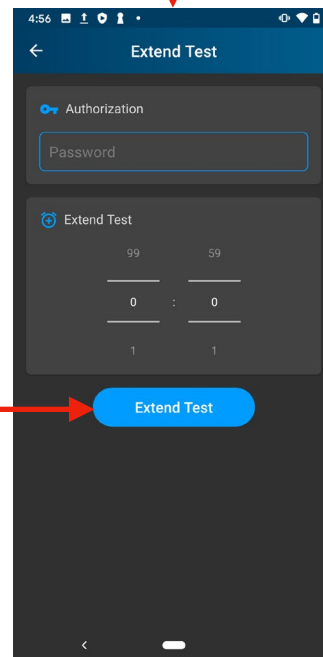 4:56
Extend Test
Authorization
Password
Extend Test
99 59
0 : 0
1 1
Extend Test